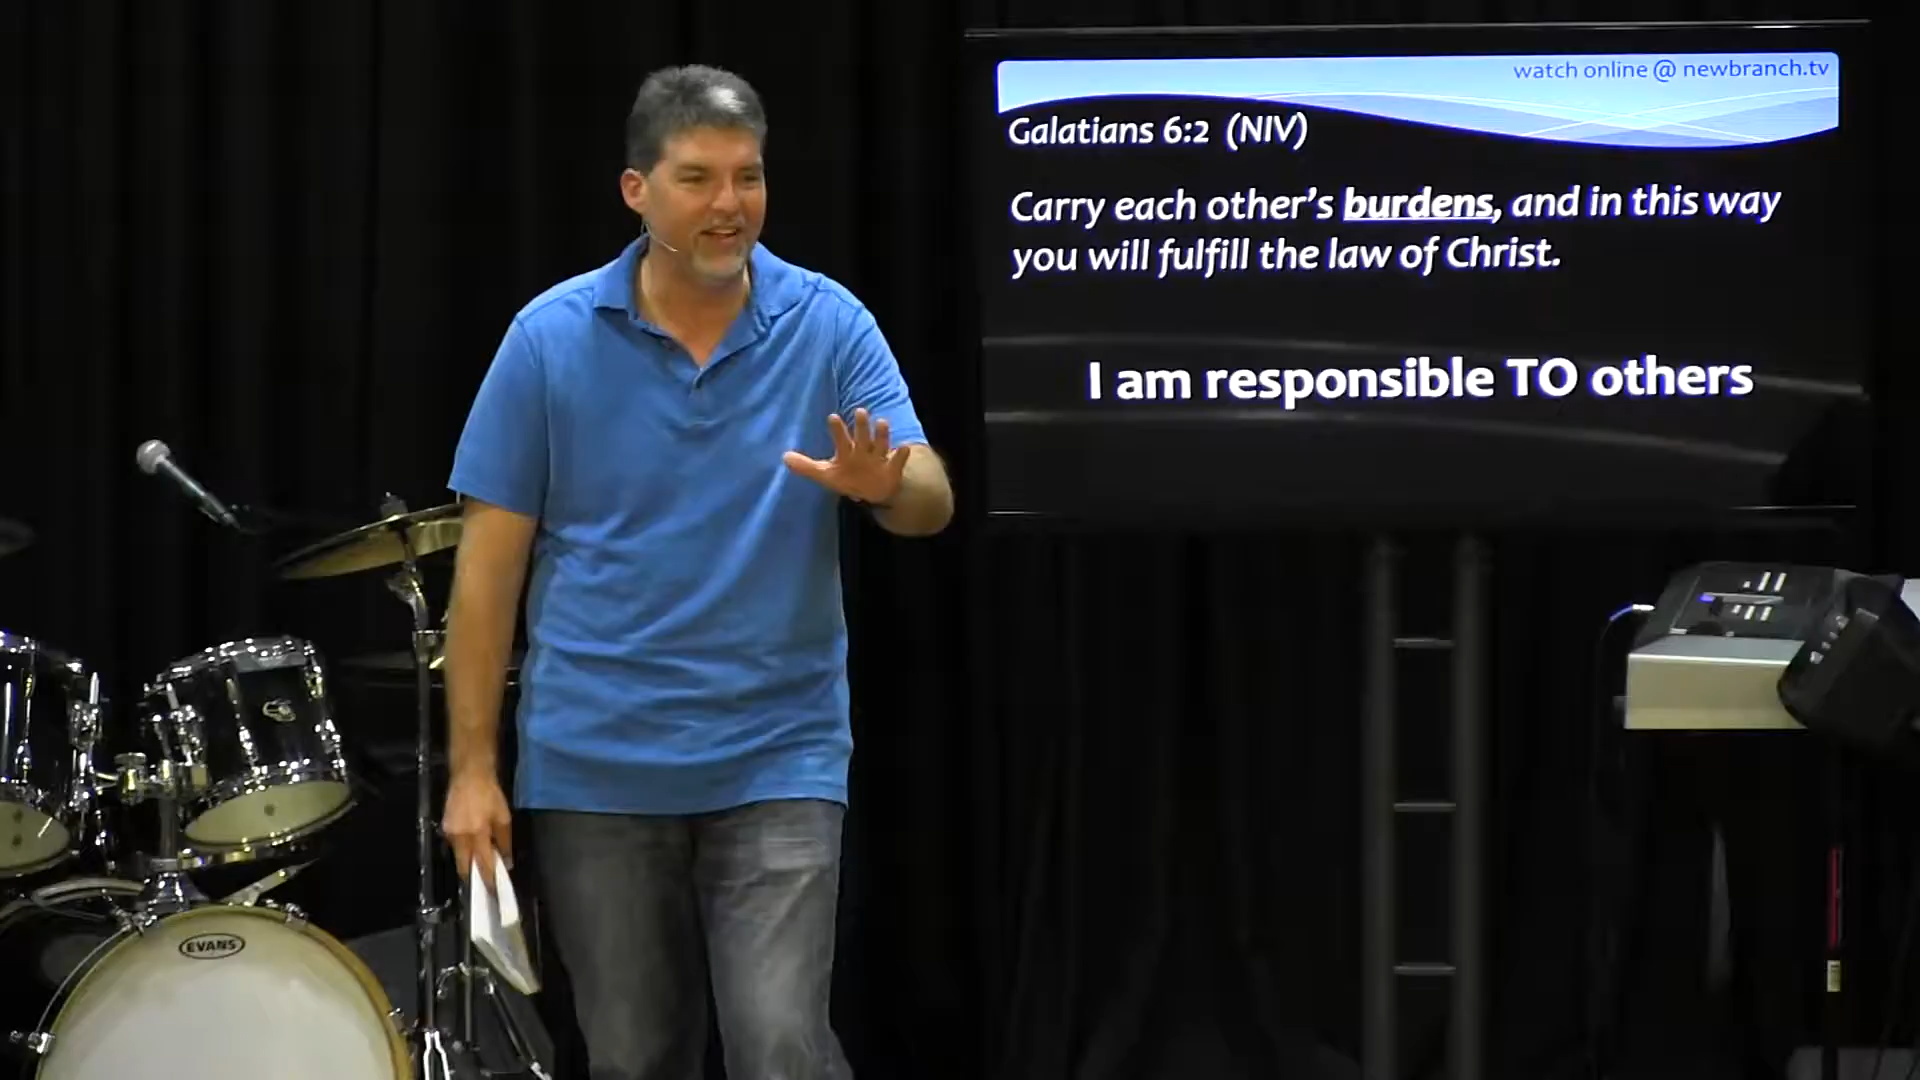 watch online @ newbranch.tv
Galatians 6:2 (NIV)
Carry each other’s burdens, and in this way
you will fulfill the law of Christ.
I am responsible TO others
EVANS